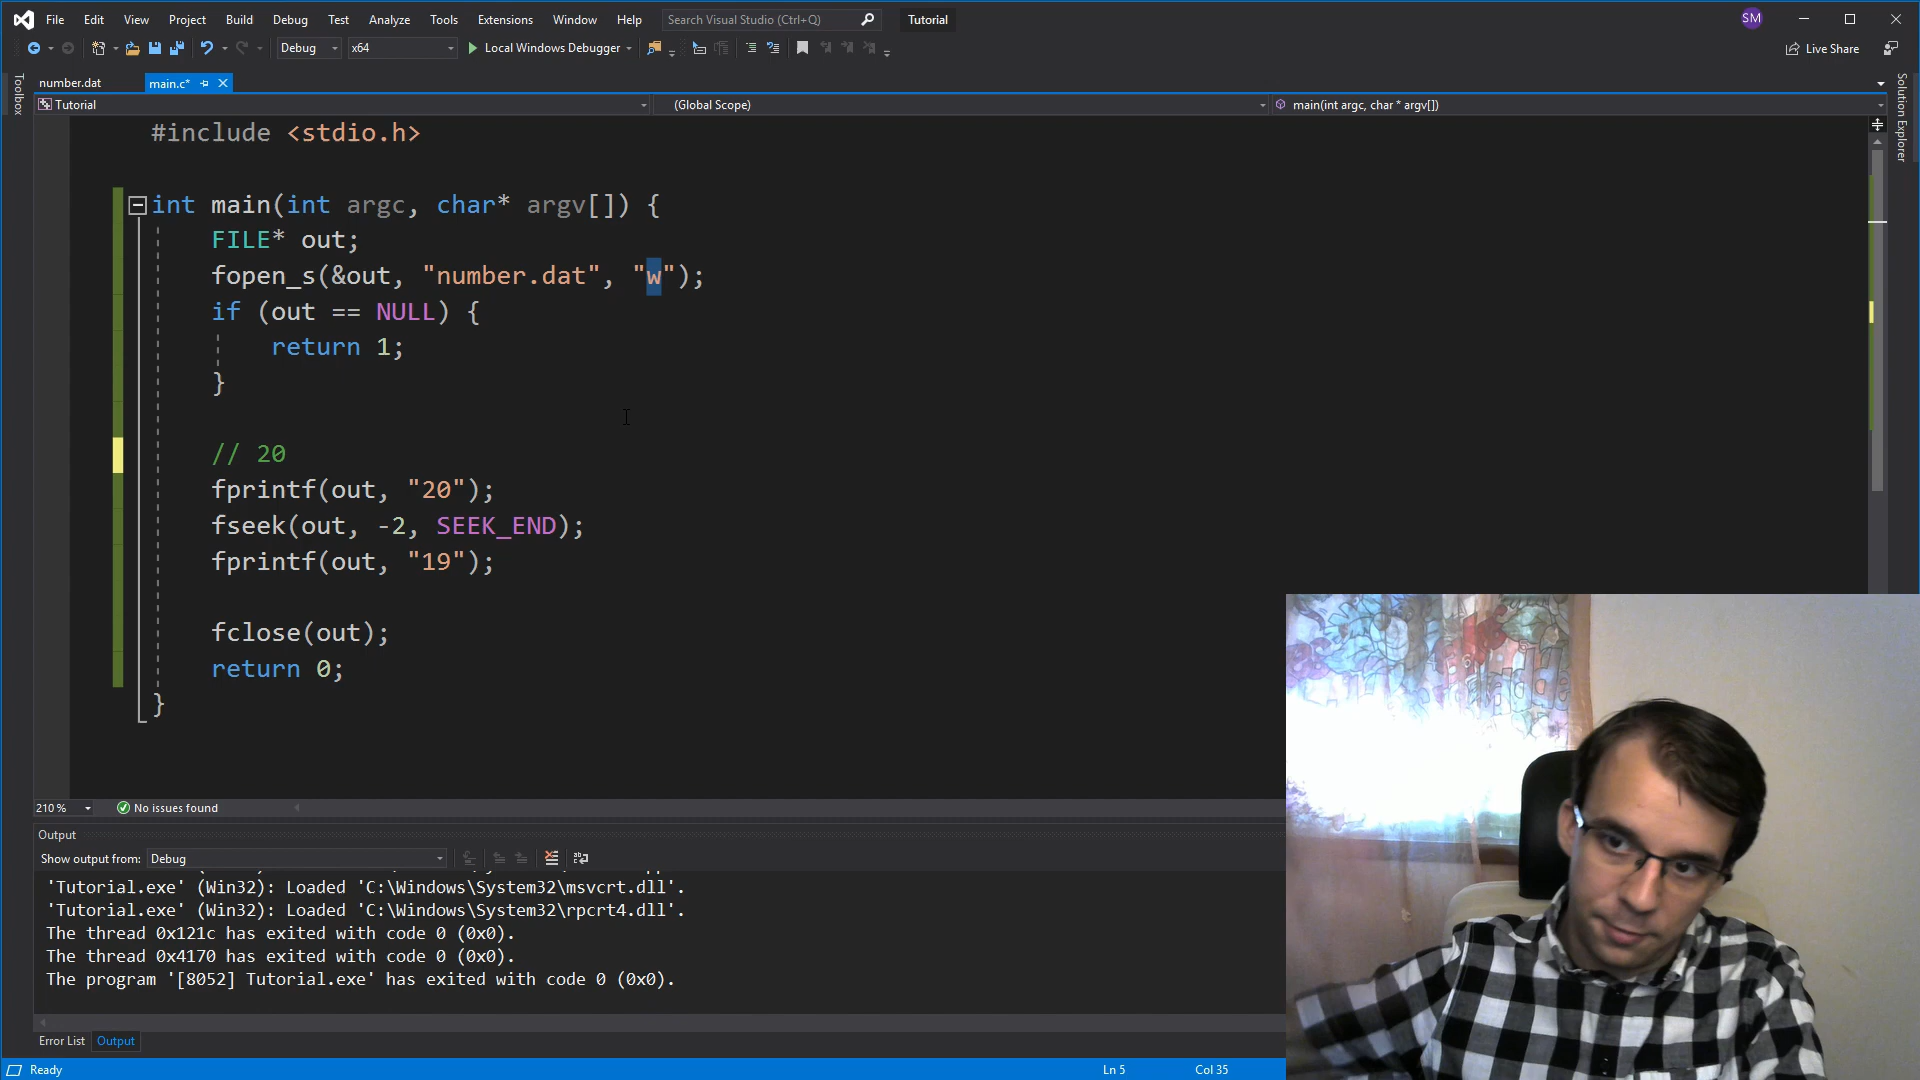 File Edit View Project Build Debug Test Analyze Tools Extensions Window Help Search Visual Studio (Ctrl+Q) Tutorial SM
Debug x64 Local Windows Debugger Live Share
number.dat main.c*
Toolbox
Tutorial (Global Scope) main(int argc, char * argv[])
Solution Explorer
#include <stdio.h>
int main(int argc, char* argv[]) {
FILE* out;
fopen_s(&out, "number.dat", "w");
if (out == NULL) {
return 1;
}
// 20
fprintf(out, "20");
fseek(out, -2, SEEK_END);
fprintf(out, "19");
fclose(out);
return 0;
}
210 % No issues found
Output
Show output from: Debug
'Tutorial.exe' (Win32): Loaded 'C:\Windows\System32\msvcrt.dll'.
'Tutorial.exe' (Win32): Loaded 'C:\Windows\System32\rpcrt4.dll'.
The thread 0x121c has exited with code 0 (0x0).
The thread 0x4170 has exited with code 0 (0x0).
The program '[8052] Tutorial.exe' has exited with code 0 (0x0).
Error List Output
Ready Ln 5 Col 35